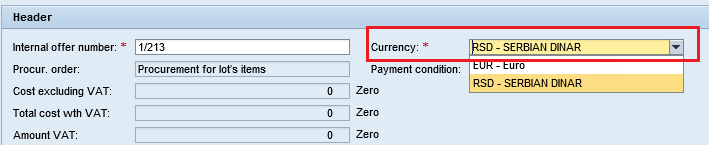 Header
Internal offer number: * 1/213 Currency: * RSD - SERBIAN DINAR
EUR - Euro
Procur. order: Procurement for lot's items Payment condition:
RSD - SERBIAN DINAR
Cost excluding VAT: 0 Zero
Total cost wth VAT: 0 Zero
Amount VAT: 0 Zero